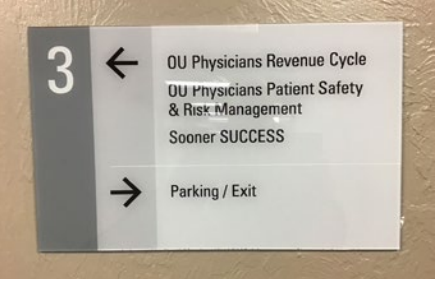 3
← OU Physicians Revenue Cycle
OU Physicians Patient Safety
& Risk Management
Sooner SUCCESS
→ Parking / Exit